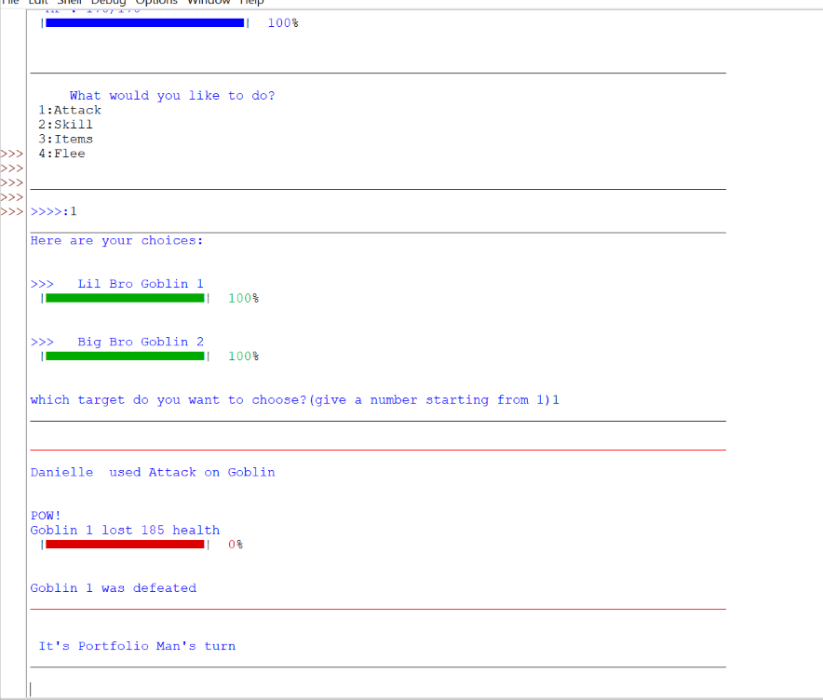 File Edit Shell Debug Options Window Help
100%
What would you like to do?
1:Attack
2:Skill
3:Items
>>> 4:Flee
>>>
>>>
>>>
>>> >>>>:1
Here are your choices:
>>> Lil Bro Goblin 1
100%
>>> Big Bro Goblin 2
100%
which target do you want to choose?(give a number starting from 1)1
Danielle used Attack on Goblin
POW!
Goblin 1 lost 185 health
0%
Goblin 1 was defeated
It's Portfolio Man's turn